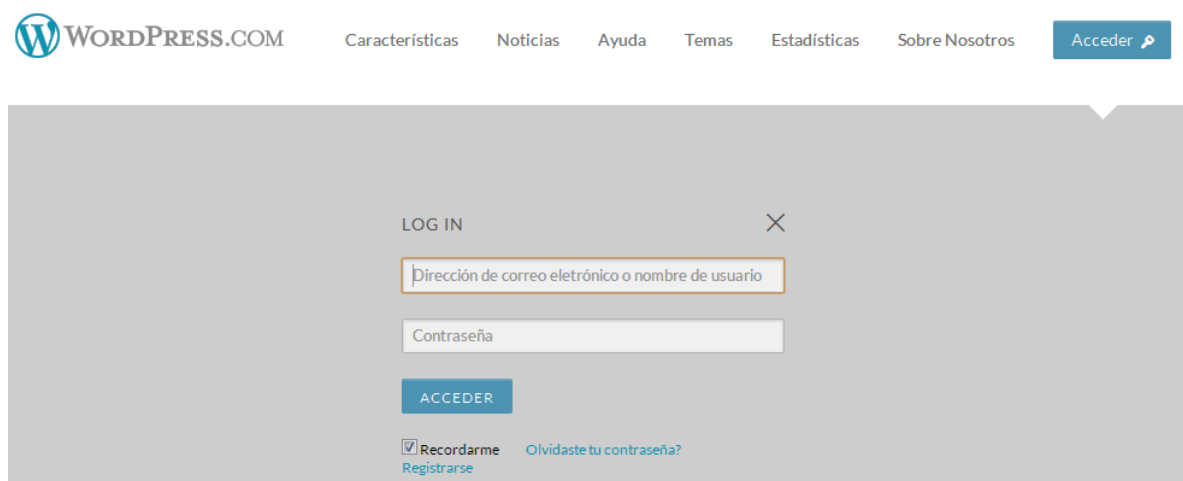 WORDPRESS.COM Características Noticias Ayuda Temas Estadísticas Sobre Nosotros Acceder
LOG IN
Dirección de correo eletrónico o nombre de usuario
Contraseña
ACCEDER
Recordarme Olvidaste tu contraseña?
Registrarse